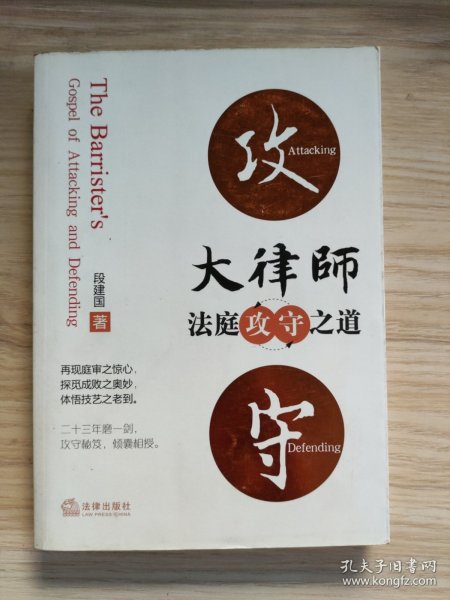 The Barrister's
Gospel of Attacking and Defending
段建国
著
攻
Attacking
大律師
法庭攻守之道
再现庭审之惊心,
探觅成败之奥妙,
体悟技艺之老到。
二十三年磨一剑,
攻守秘笈,倾囊相授。
守
Defending
法律出版社
LAW PRESS·CHINA
孔夫子旧书网
www.kongfz.com